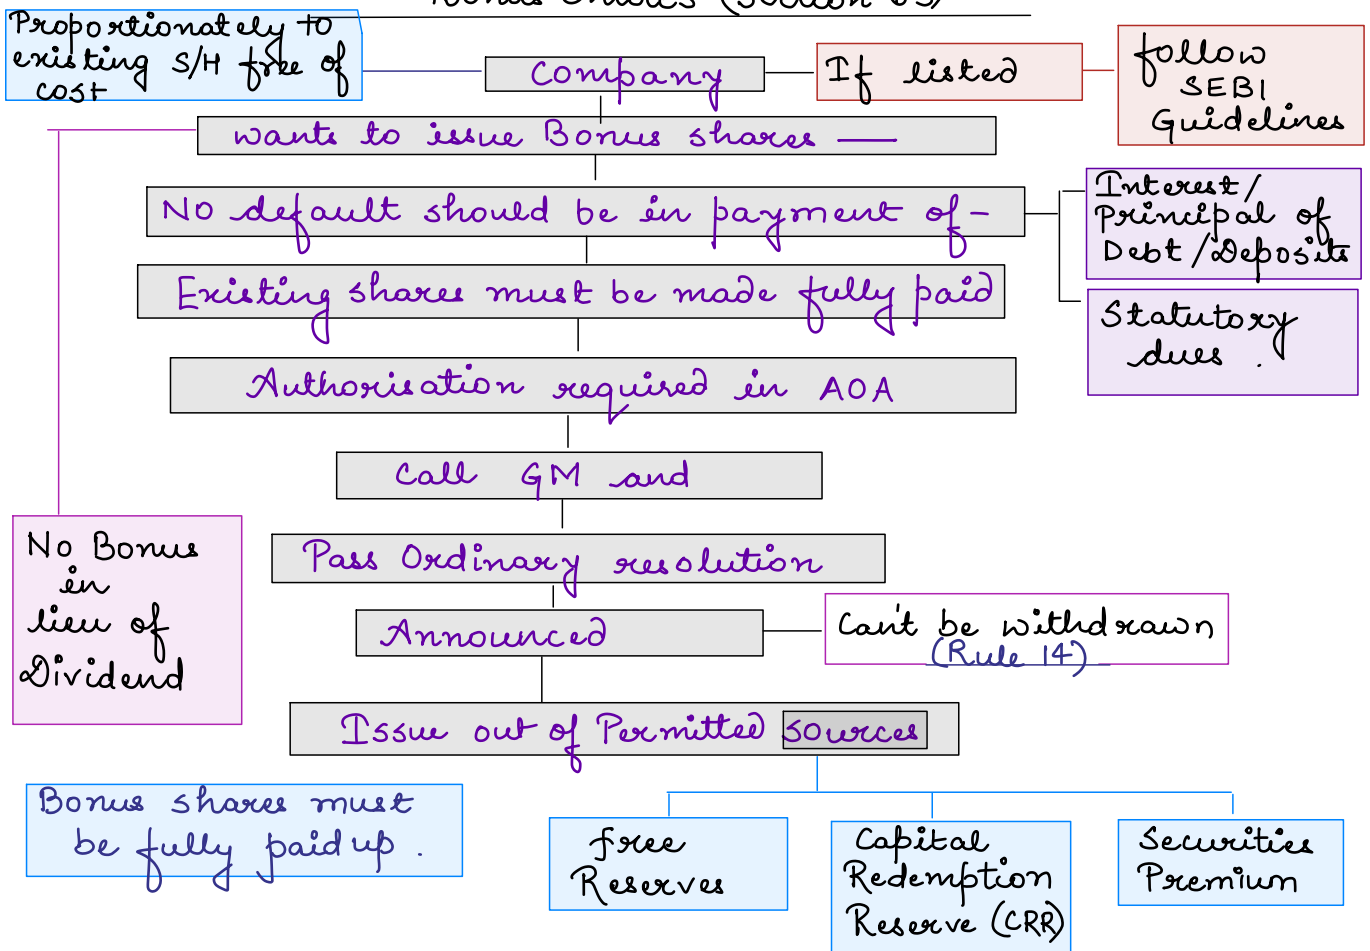 Bonus Shares (Section 63)
Proportionately to
existing S/H free of
cost
Company
If listed
follow
SEBI
Guidelines
wants to issue Bonus shares —
No default should be in payment of -
Interest/
Principal of
Debt/Deposits
Statutory
dues .
Existing shares must be made fully paid
Authorisation required in AOA
Call GM and
Pass Ordinary resolution
No Bonus
in
lieu of
Dividend
Announced
Can't be withdrawn
(Rule 14)
Issue out of Permitted Sources
Bonus shares must
be fully paid up .
free
Reserves
Capital
Redemption
Reserve (CRR)
Securities
Premium